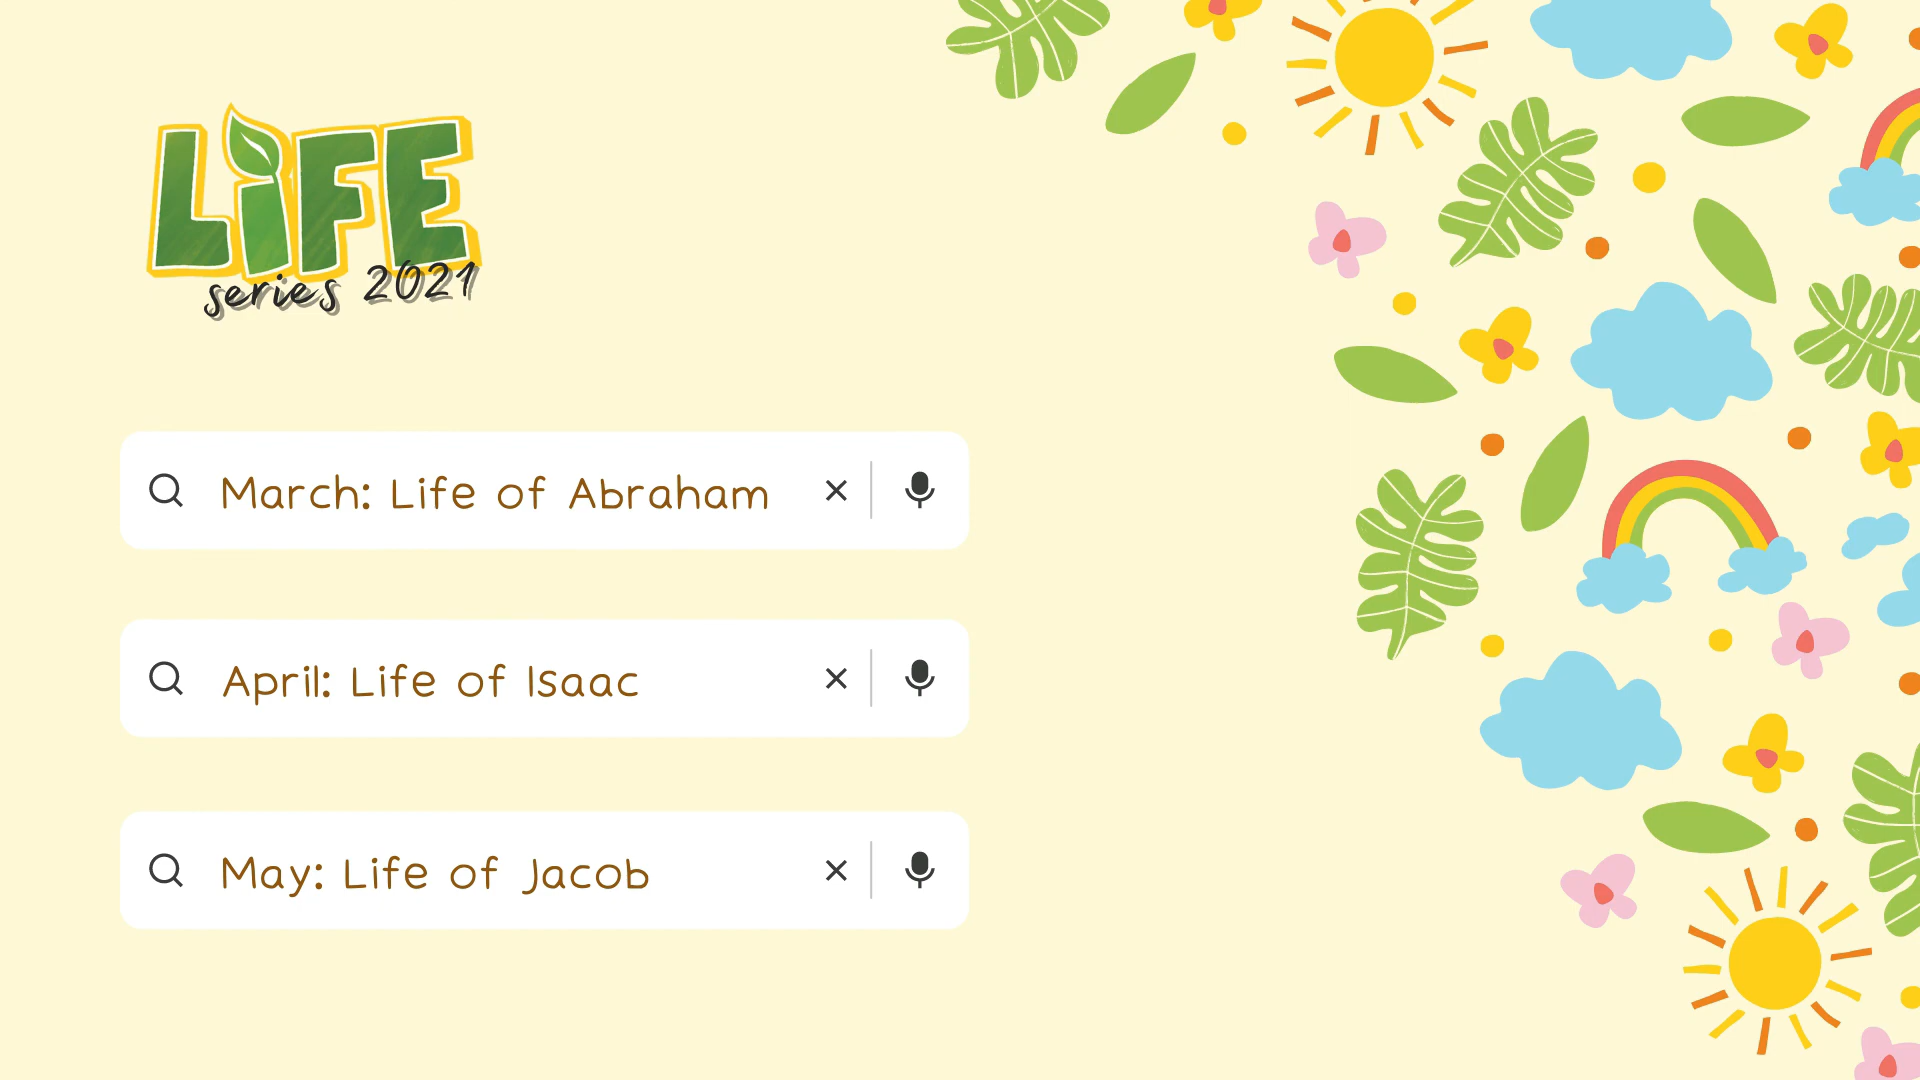 LiFE
series 2021
March: Life of Abraham
April: Life of Isaac
May: Life of Jacob